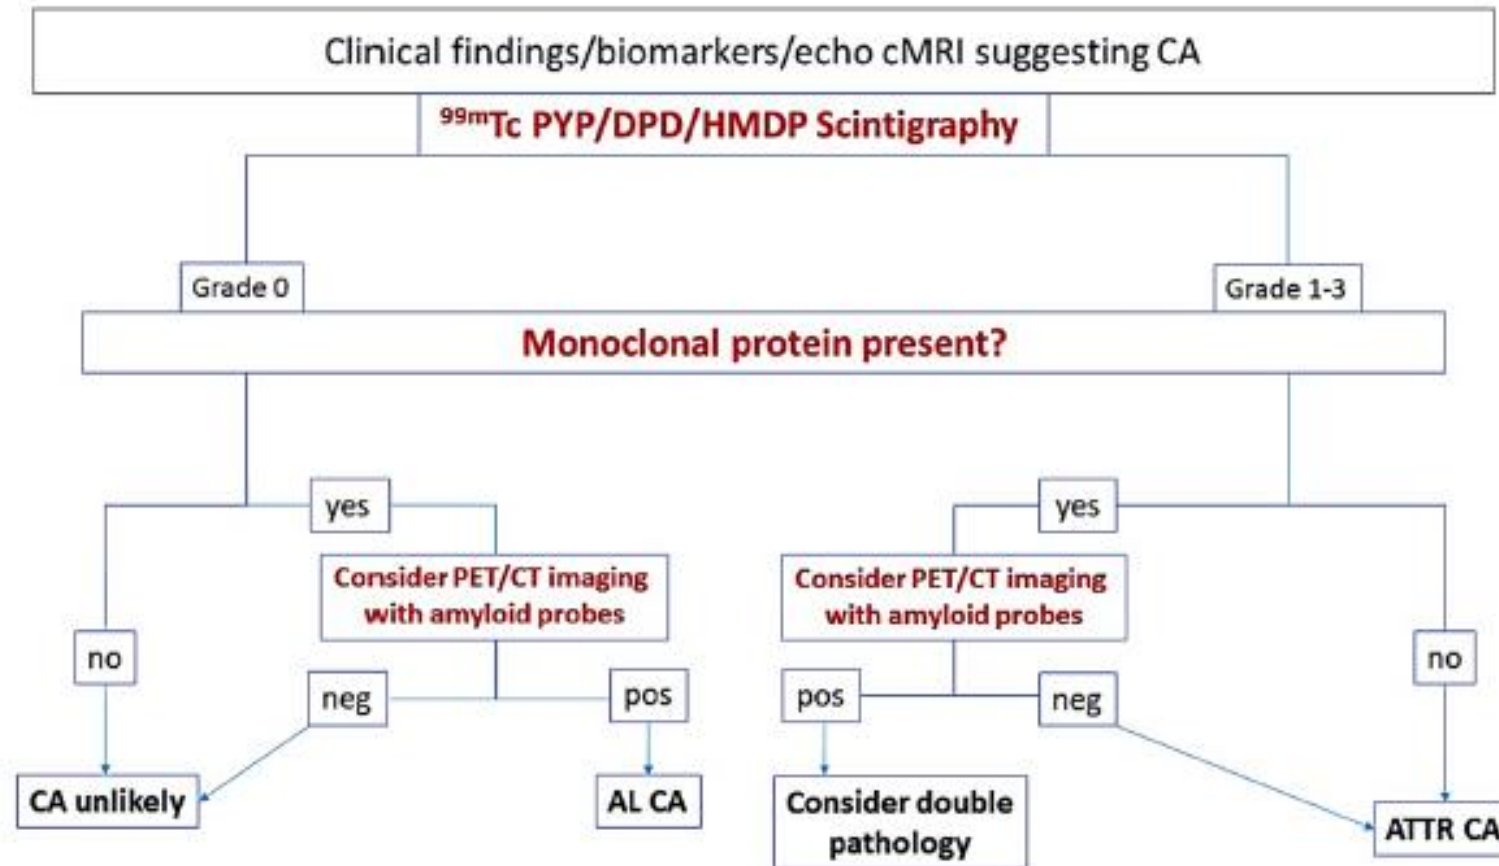 Clinical findings/biomarkers/echo cMRI suggesting CA
99mTc PYP/DPD/HMDP Scintigraphy
Grade 0
Grade 1-3
Monoclonal protein present?
yes
yes
Consider PET/CT imaging
with amyloid probes
Consider PET/CT imaging
with amyloid probes
no
no
neg
pos
pos
neg
CA unlikely
AL CA
Consider double
pathology
ATTR CA